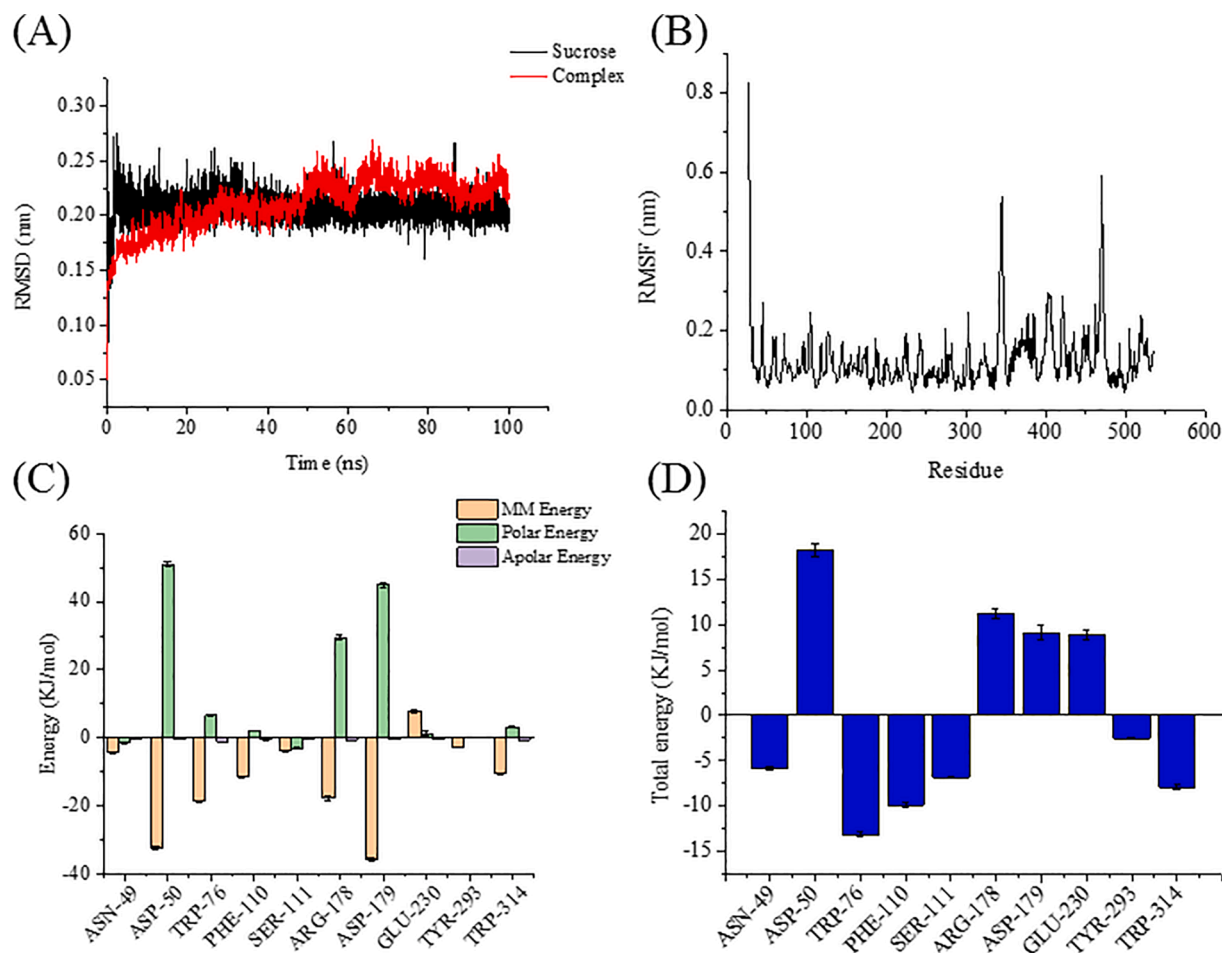 (A)
Sucrose
Complex
0.30
0.25
0.20
0.15
0.10
0.05
RMSD (nm)
0 20 40 60 80 100
Time (ns)
(B)
0.8
0.6
0.4
0.2
0.0
RMSF (nm)
0 100 200 300 400 500 600
Residue
(C)
MM Energy
Polar Energy
Apolar Energy
60
40
20
0
-20
-40
Energy (KJ/mol)
ASN-49 ASP-50 TRP-76 PHE-110 SER-111 ARG-178 ASP-179 GLU-230 TYR-293 TRP-314
(D)
20
15
10
5
0
-5
-10
-15
Total energy (KJ/mol)
ASN-49 ASP-50 TRP-76 PHE-110 SER-111 ARG-178 ASP-179 GLU-230 TYR-293 TRP-314